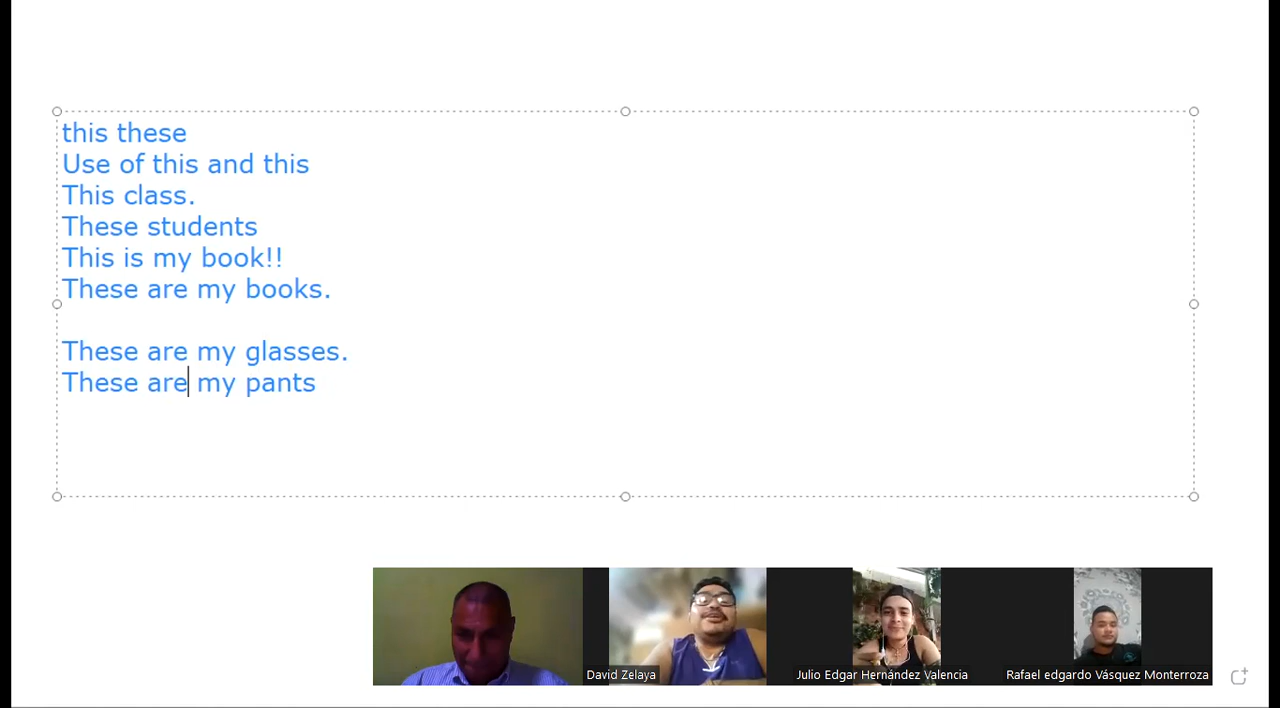 this these
Use of this and this
This class.
These students
This is my book!!
These are my books.
These are my glasses.
These are my pants
David Zelaya
Julio Edgar Hernández Valencia
Rafael edgardo Vásquez Monterroza